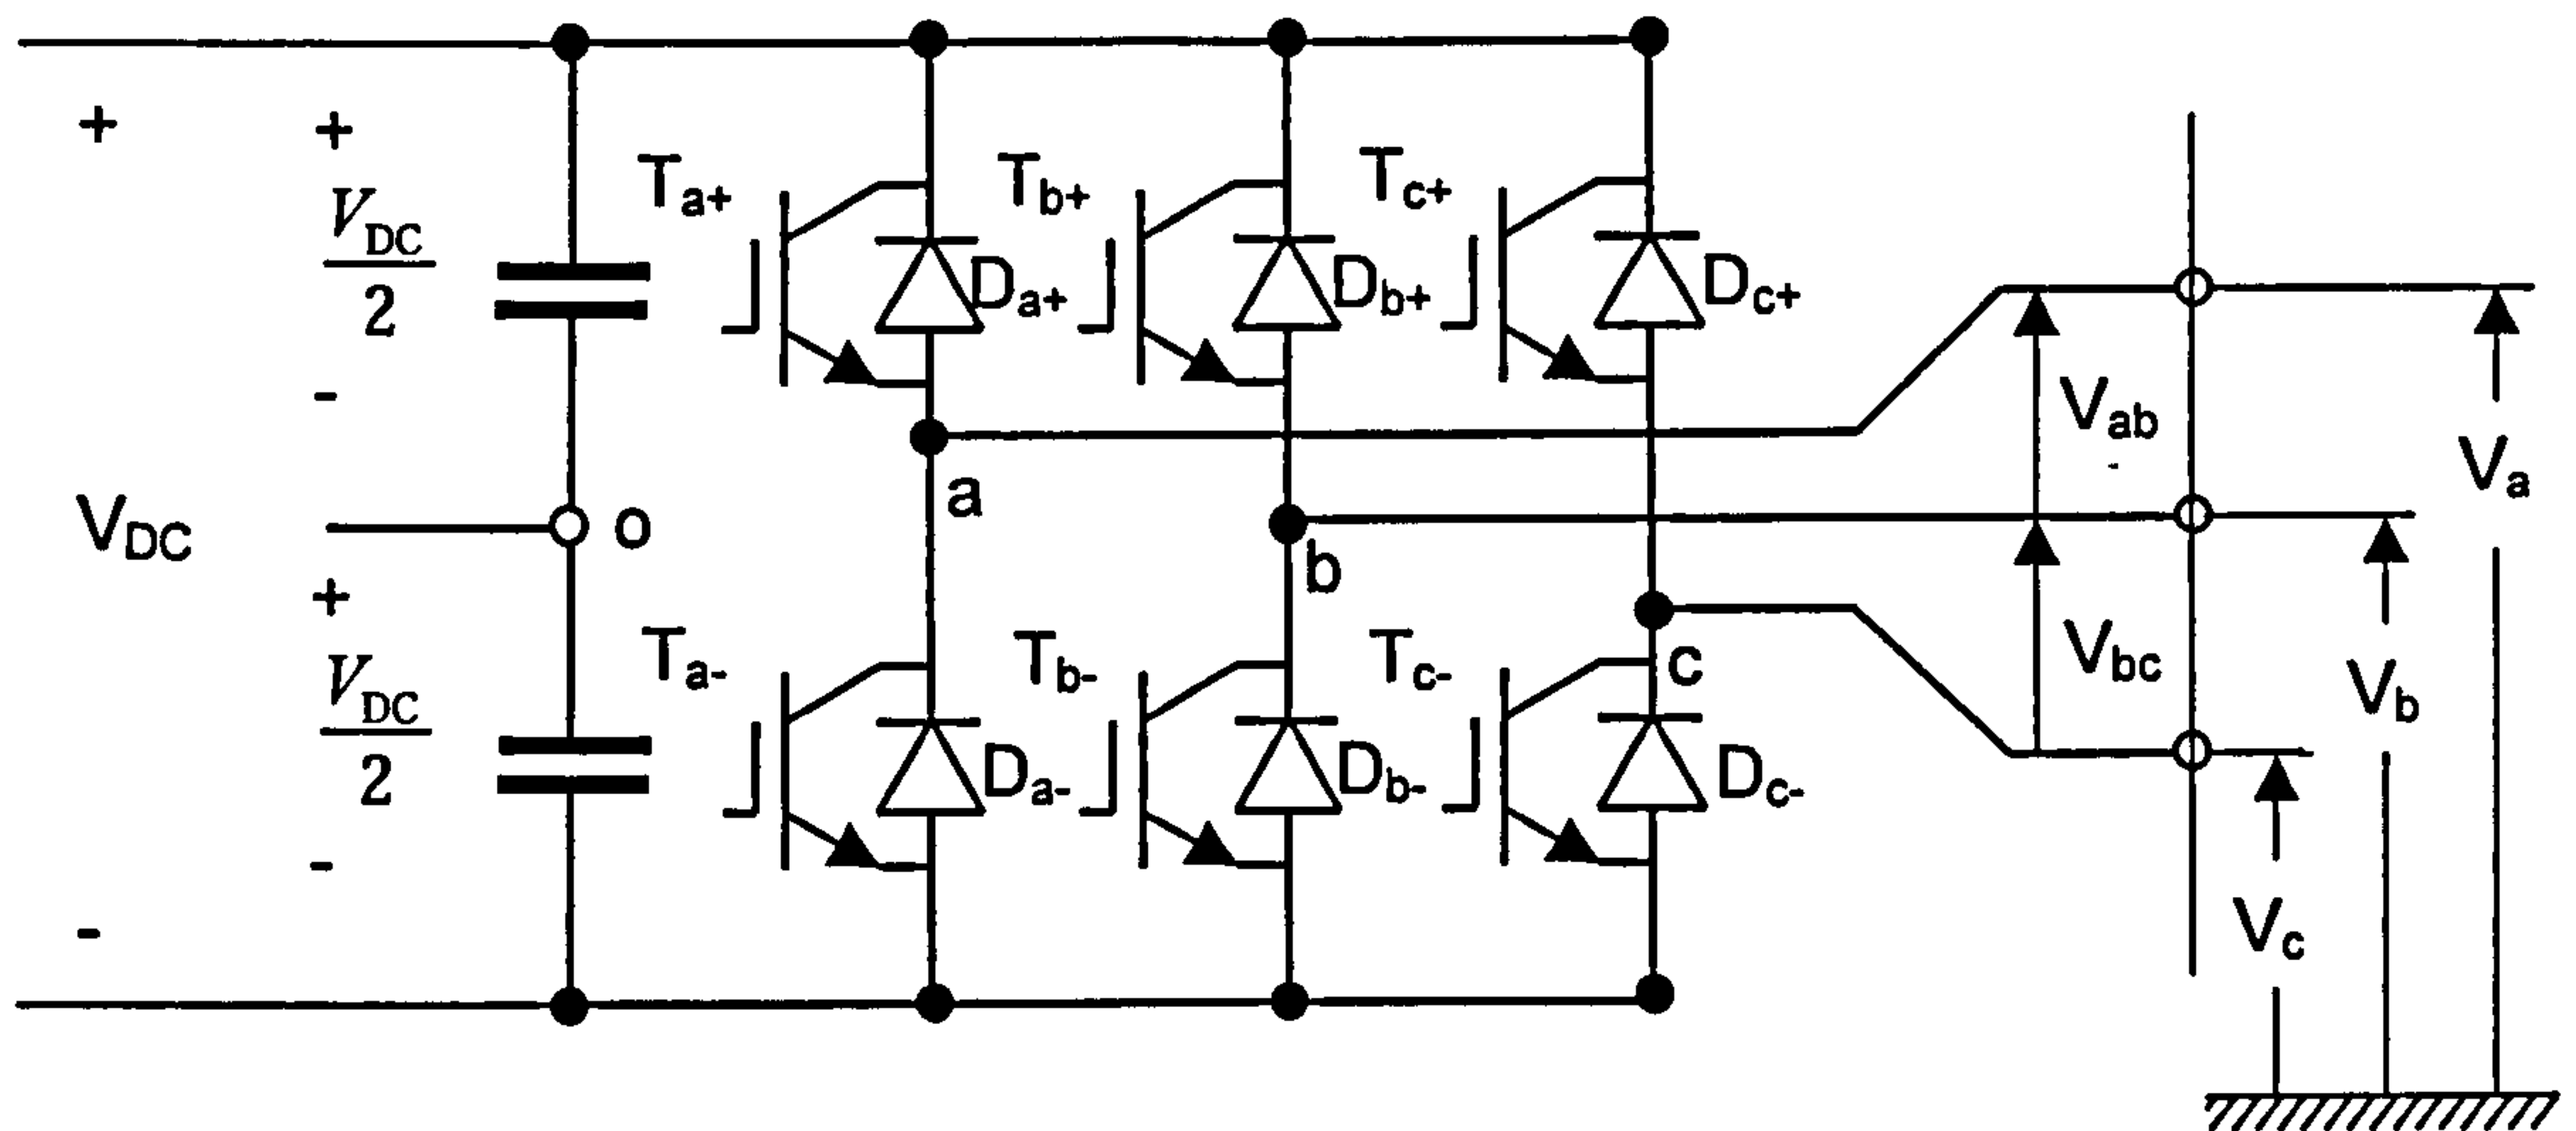 +
+
V_DC
2
-
V_DC
o
+
V_DC
2
-
-
T_a+
T_b+
T_c+
D_a+
D_b+
D_c+
a
b
c
T_a-
T_b-
T_c-
D_a-
D_b-
D_c-
V_ab
V_bc
V_a
V_b
V_c